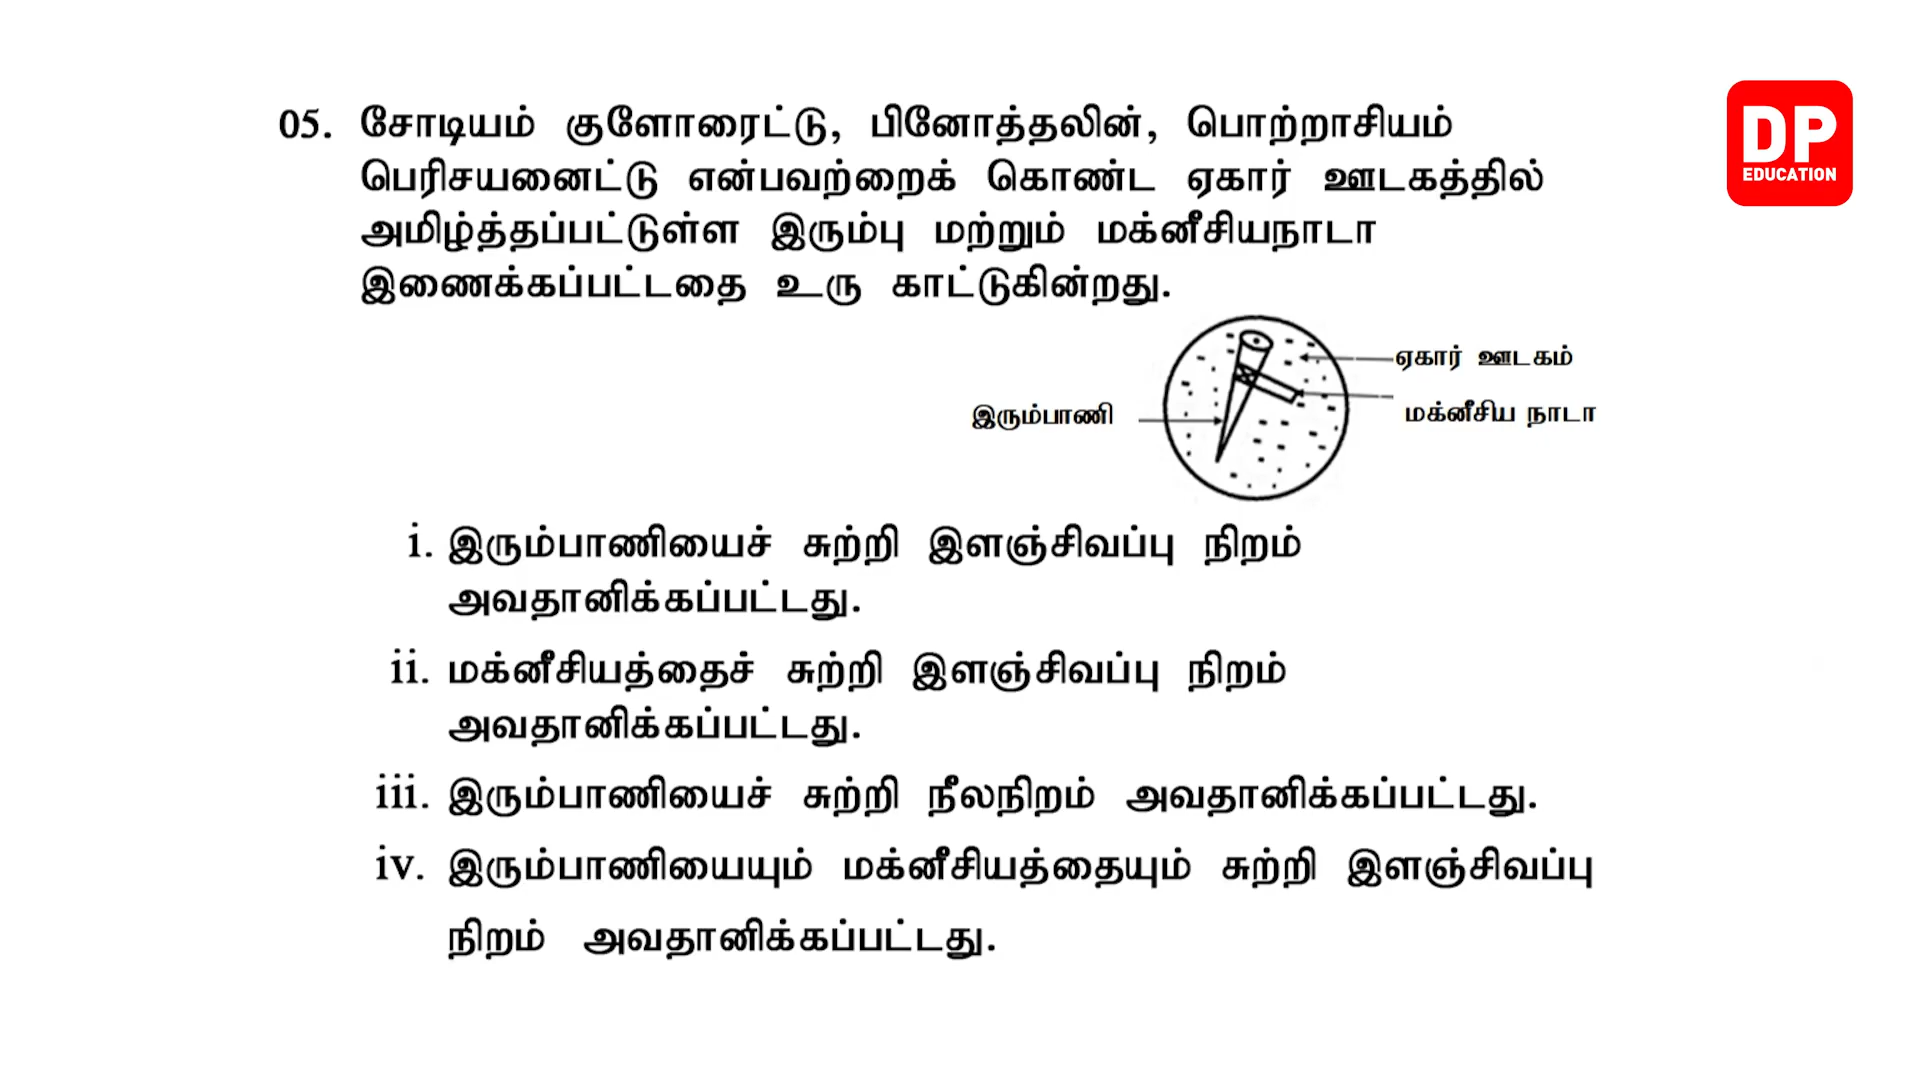 DP
EDUCATION
05. சோடியம் குளோரைட்டு, பினோத்தலின், பொற்றாசியம்
பெரிசயனைட்டு என்பவற்றைக் கொண்ட ஏகார் ஊடகத்தில்
அமிழ்த்தப்பட்டுள்ள இரும்பு மற்றும் மக்னீசியநாடா
இணைக்கப்பட்டதை உரு காட்டுகின்றது.
ஏகார் ஊடகம்
மக்னீசிய நாடா
இரும்பாணி
i. இரும்பாணியைச் சுற்றி இளஞ்சிவப்பு நிறம்
அவதானிக்கப்பட்டது.
ii. மக்னீசியத்தைச் சுற்றி இளஞ்சிவப்பு நிறம்
அவதானிக்கப்பட்டது.
iii. இரும்பாணியைச் சுற்றி நீலநிறம் அவதானிக்கப்பட்டது.
iv. இரும்பாணியையும் மக்னீசியத்தையும் சுற்றி இளஞ்சிவப்பு
நிறம் அவதானிக்கப்பட்டது.